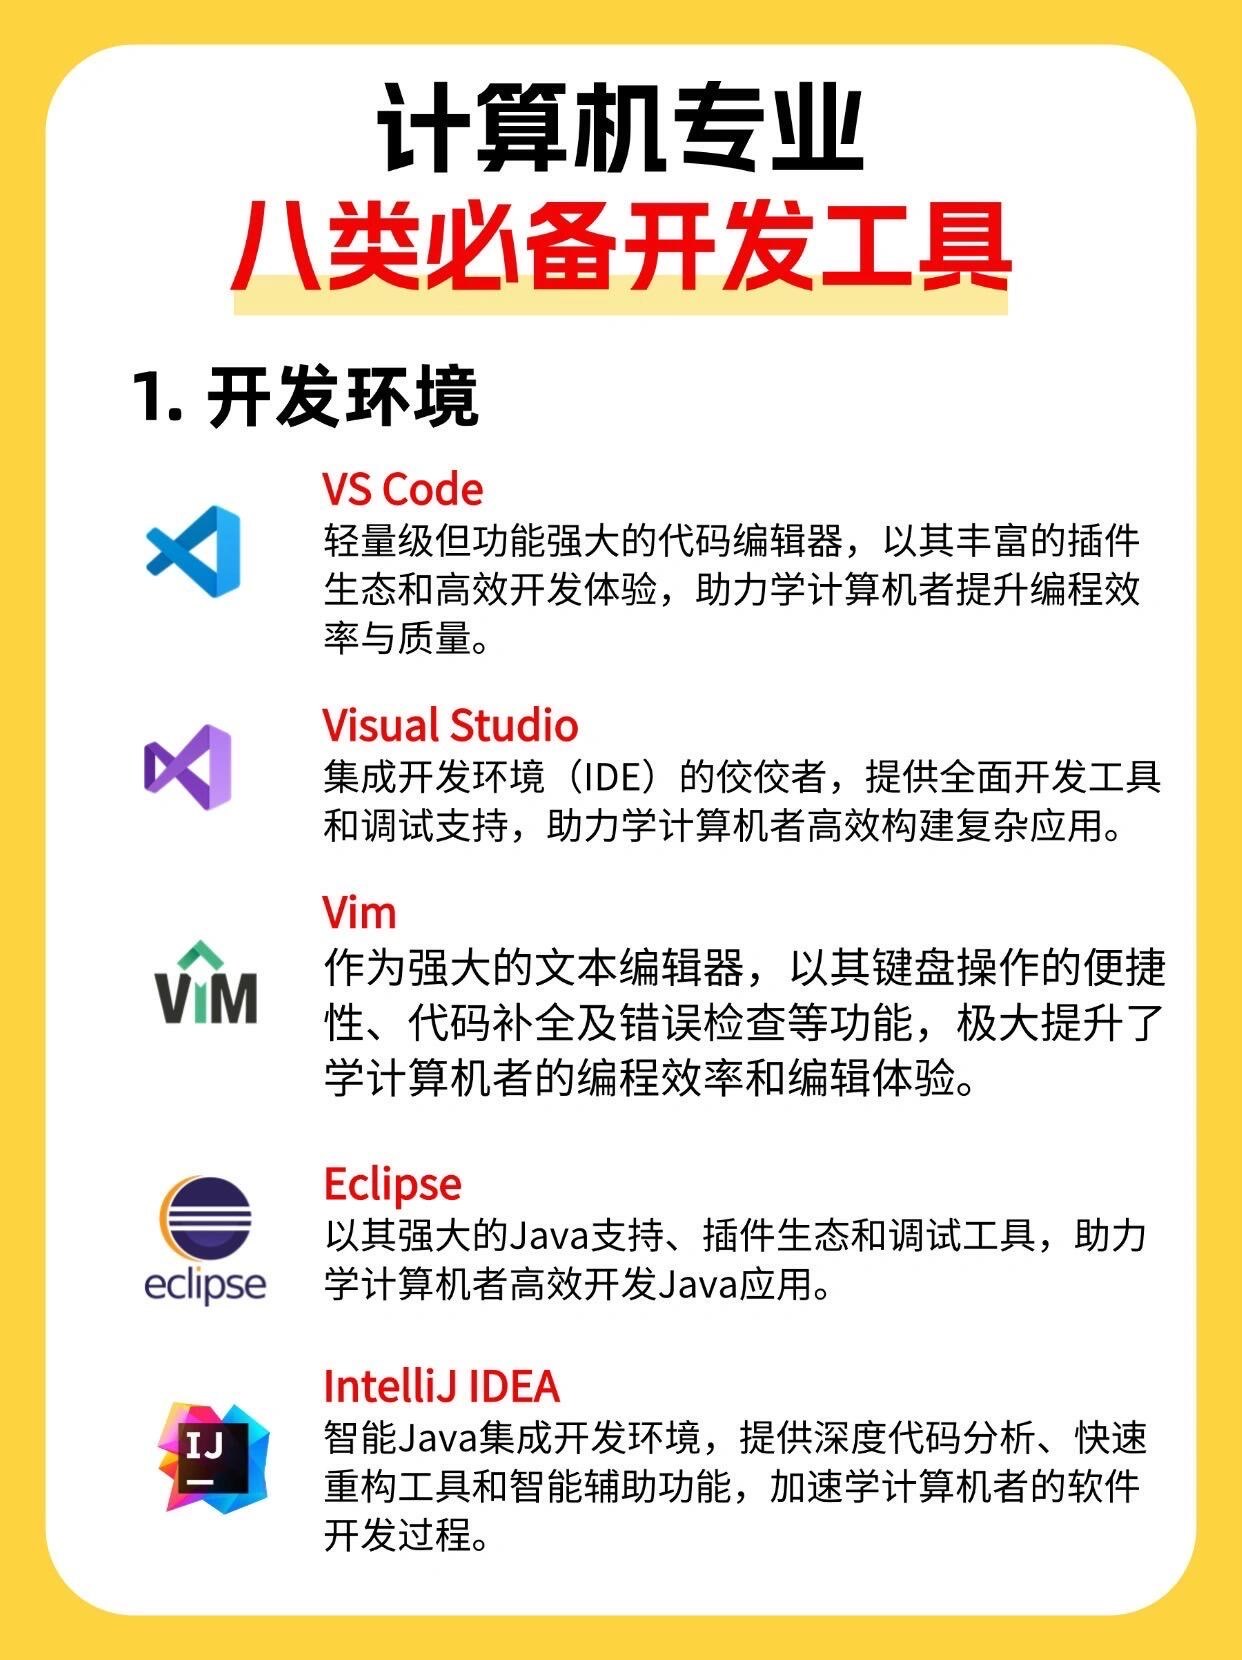 计算机专业
八类必备开发工具
1. 开发环境
VS Code
轻量级但功能强大的代码编辑器，以其丰富的插件
生态和高效开发体验，助力学计算机者提升编程效
率与质量。
Visual Studio
集成开发环境（IDE）的佼佼者，提供全面开发工具
和调试支持，助力学计算机者高效构建复杂应用。
Vim
VIM
作为强大的文本编辑器，以其键盘操作的便捷
性、代码补全及错误检查等功能，极大提升了
学计算机者的编程效率和编辑体验。
Eclipse
eclipse
以其强大的Java支持、插件生态和调试工具，助力
学计算机者高效开发Java应用。
IntelliJ IDEA
IJ
智能Java集成开发环境，提供深度代码分析、快速
重构工具和智能辅助功能，加速学计算机者的软件
开发过程。